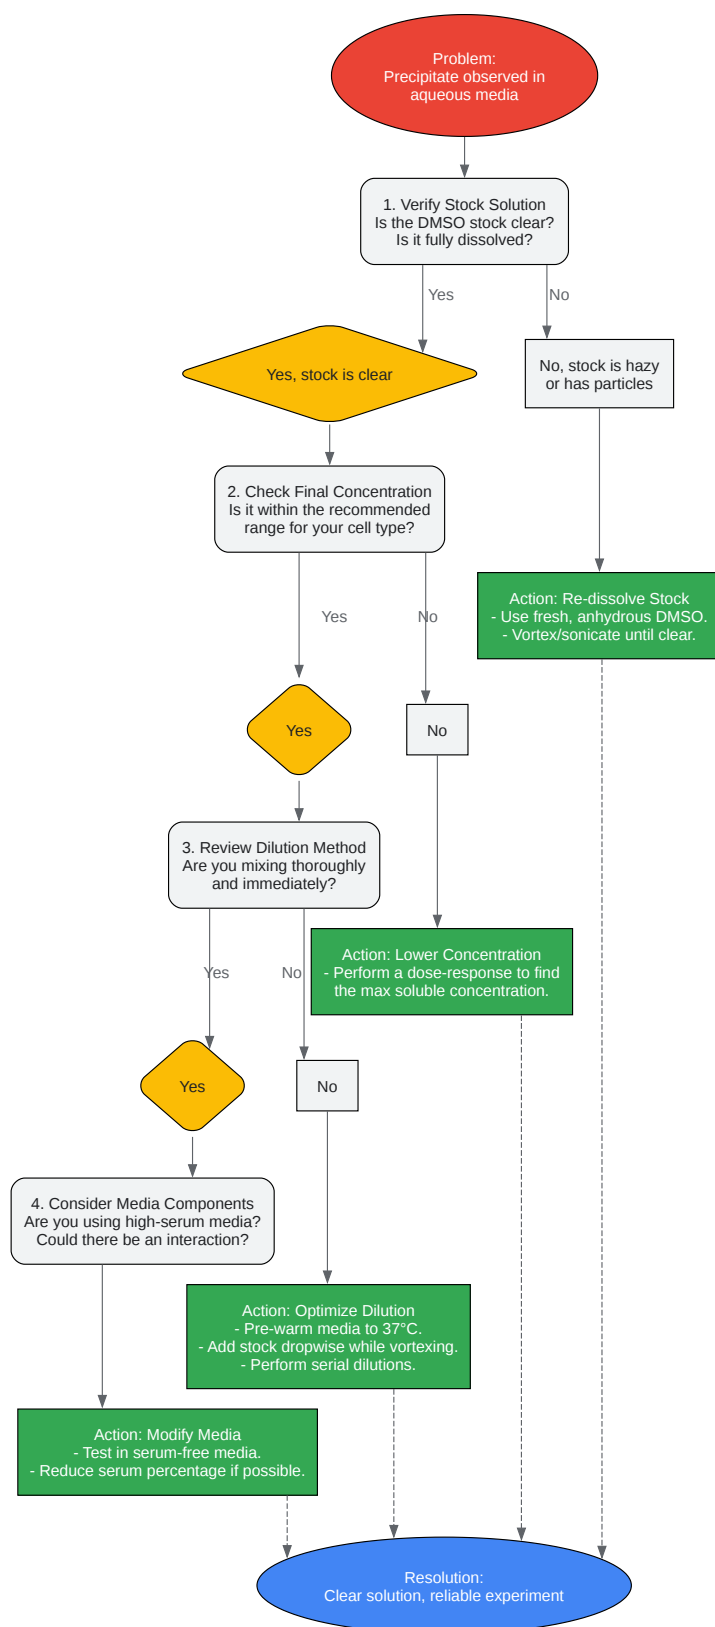 Problem:
Precipitate observed in
aqueous media
1. Verify Stock Solution
Is the DMSO stock clear?
Is it fully dissolved?
Yes
No
Yes, stock is clear
No, stock is hazy
or has particles
2. Check Final Concentration
Is it within the recommended
range for your cell type?
Action: Re-dissolve Stock
- Use fresh, anhydrous DMSO.
- Vortex/sonicate until clear.
Yes
No
Yes
No
3. Review Dilution Method
Are you mixing thoroughly
and immediately?
Action: Lower Concentration
- Perform a dose-response to find
the max soluble concentration.
Yes
No
Yes
No
4. Consider Media Components
Are you using high-serum media?
Could there be an interaction?
Action: Optimize Dilution
- Pre-warm media to 37°C.
- Add stock dropwise while vortexing.
- Perform serial dilutions.
Action: Modify Media
- Test in serum-free media.
- Reduce serum percentage if possible.
Resolution:
Clear solution, reliable experiment